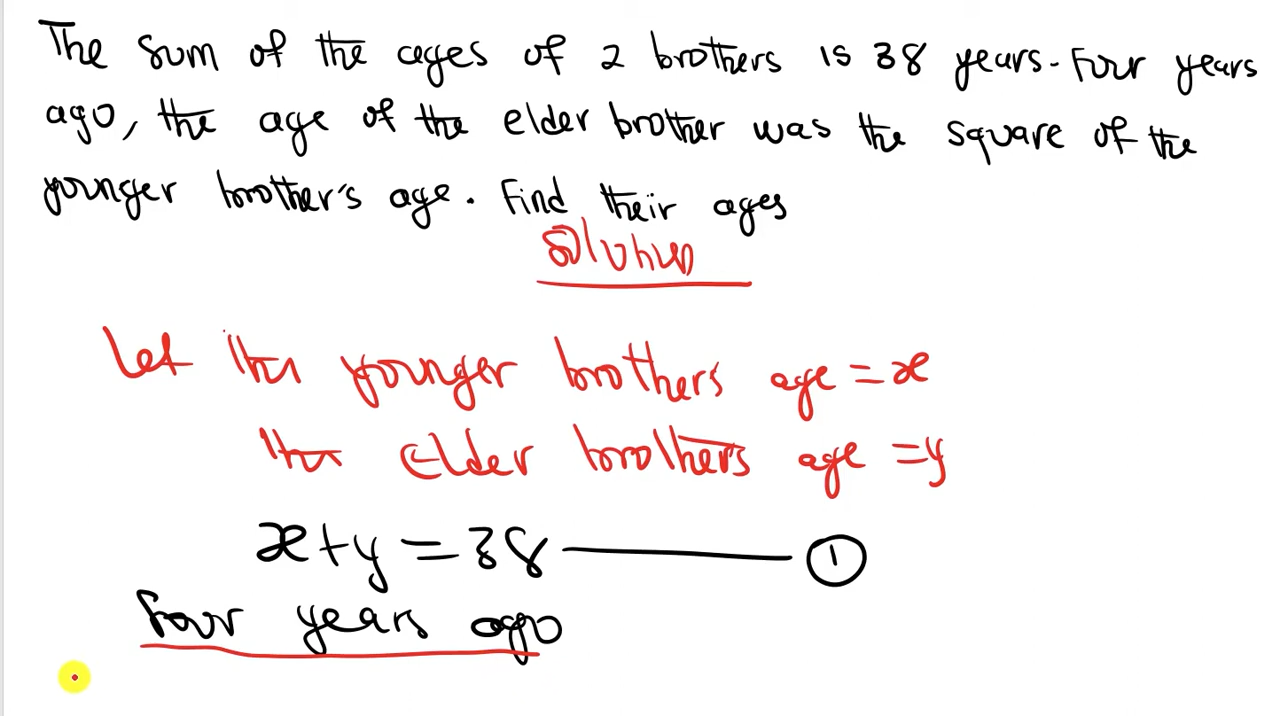 The sum of the ages of 2 brothers is 38 years. Four years
ago, the age of the elder brother was the square of the
younger brother's age. Find their ages
Solution
Let the younger brothers age = x
the Elder brothers age = y
x + y = 38 ——— ①
Four years ago